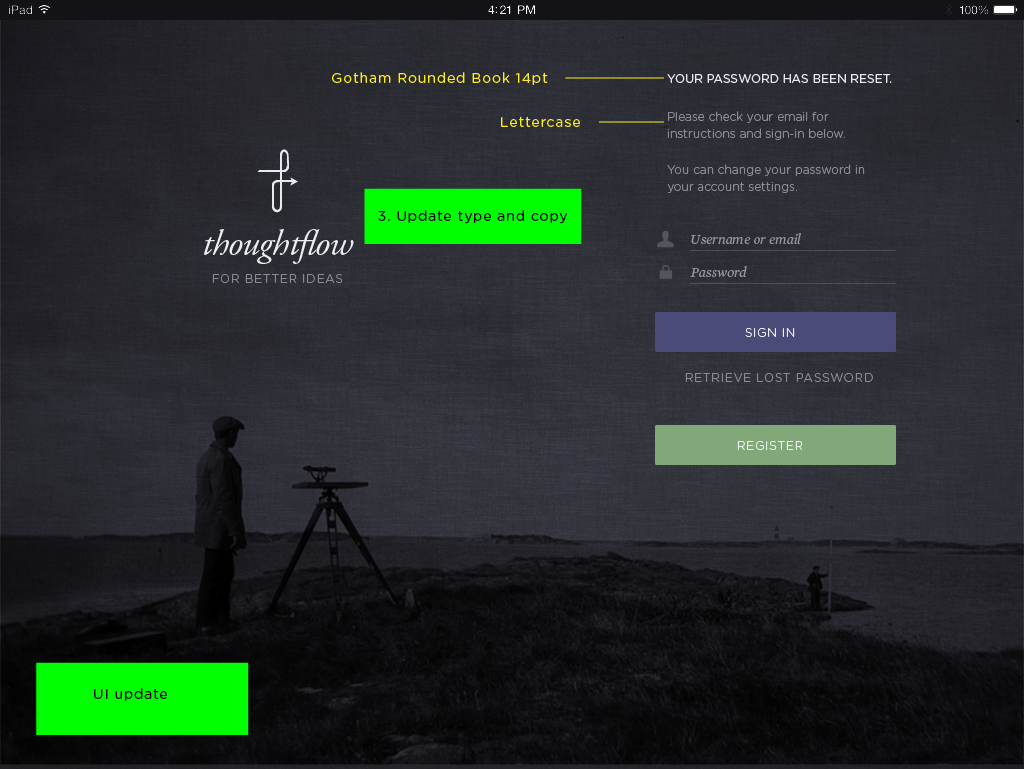 iPad
4:21 PM
100%
Gotham Rounded Book 14pt
YOUR PASSWORD HAS BEEN RESET.
Lettercase
Please check your email for
instructions and sign-in below.
You can change your password in
your account settings.
3. Update type and copy
thoughtflow
FOR BETTER IDEAS
Username or email
Password
SIGN IN
RETRIEVE LOST PASSWORD
REGISTER
UI update